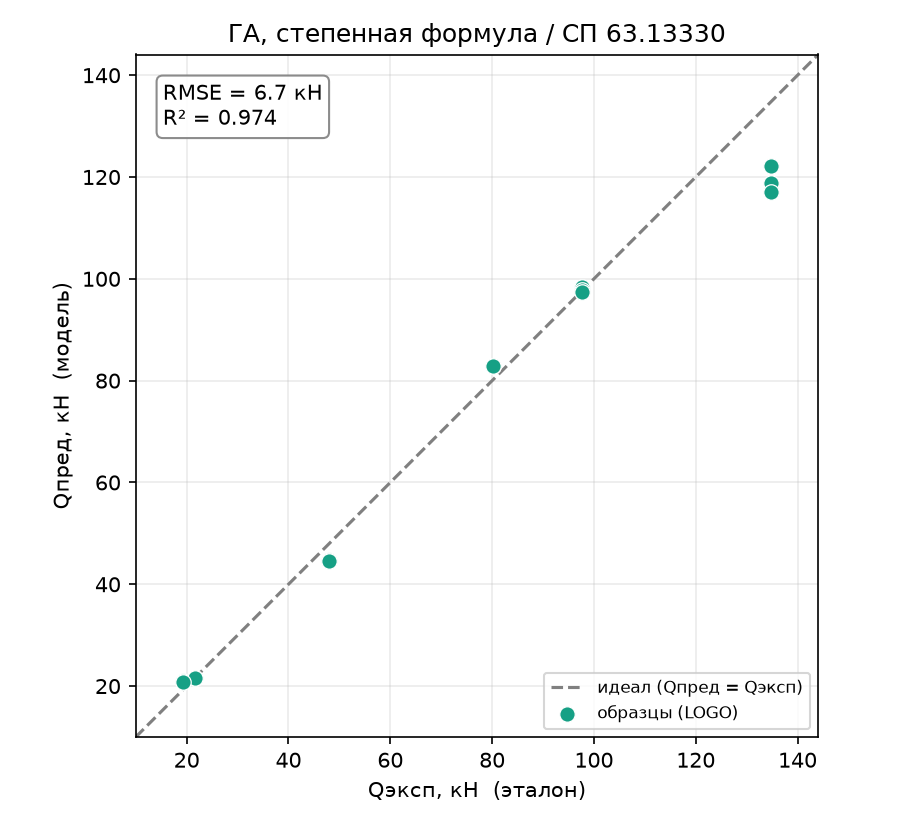 ГА, степенная формула / СП 63.13330
RMSE = 6.7 кН
R² = 0.974
140
120
100
80
60
40
20
Qпред, кН  (модель)
идеал (Qпред = Qэксп)
образцы (LOGO)
20 40 60 80 100 120 140
Qэксп, кН  (эталон)